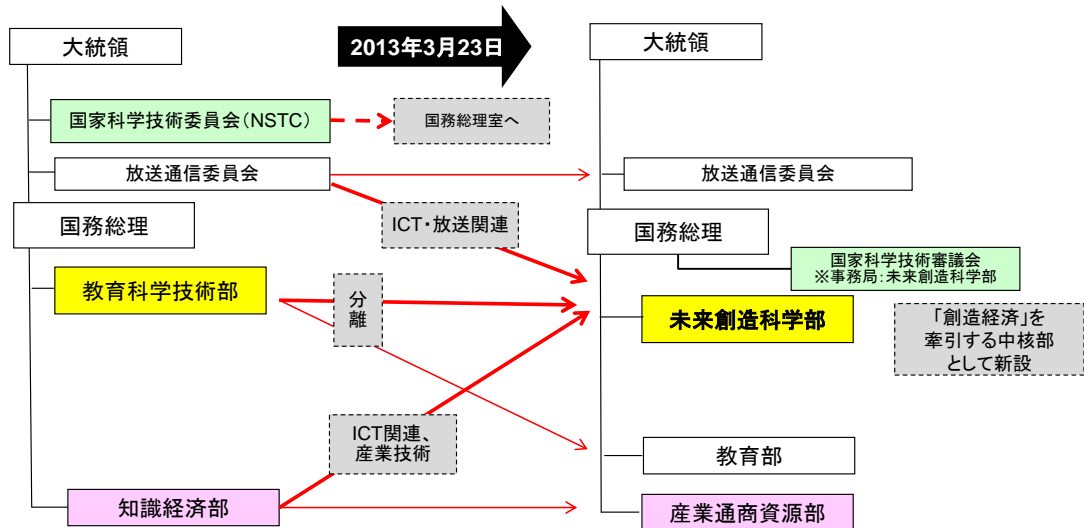 2013年3月23日
大統領
国家科学技術委員会(NSTC)
国務総理室へ
放送通信委員会
ICT・放送関連
国務総理
教育科学技術部
分
離
ICT関連、
産業技術
知識経済部
大統領
放送通信委員会
国務総理
国家科学技術審議会
※事務局:未来創造科学部
未来創造科学部
「創造経済」を
牽引する中核部
として新設
教育部
産業通商資源部